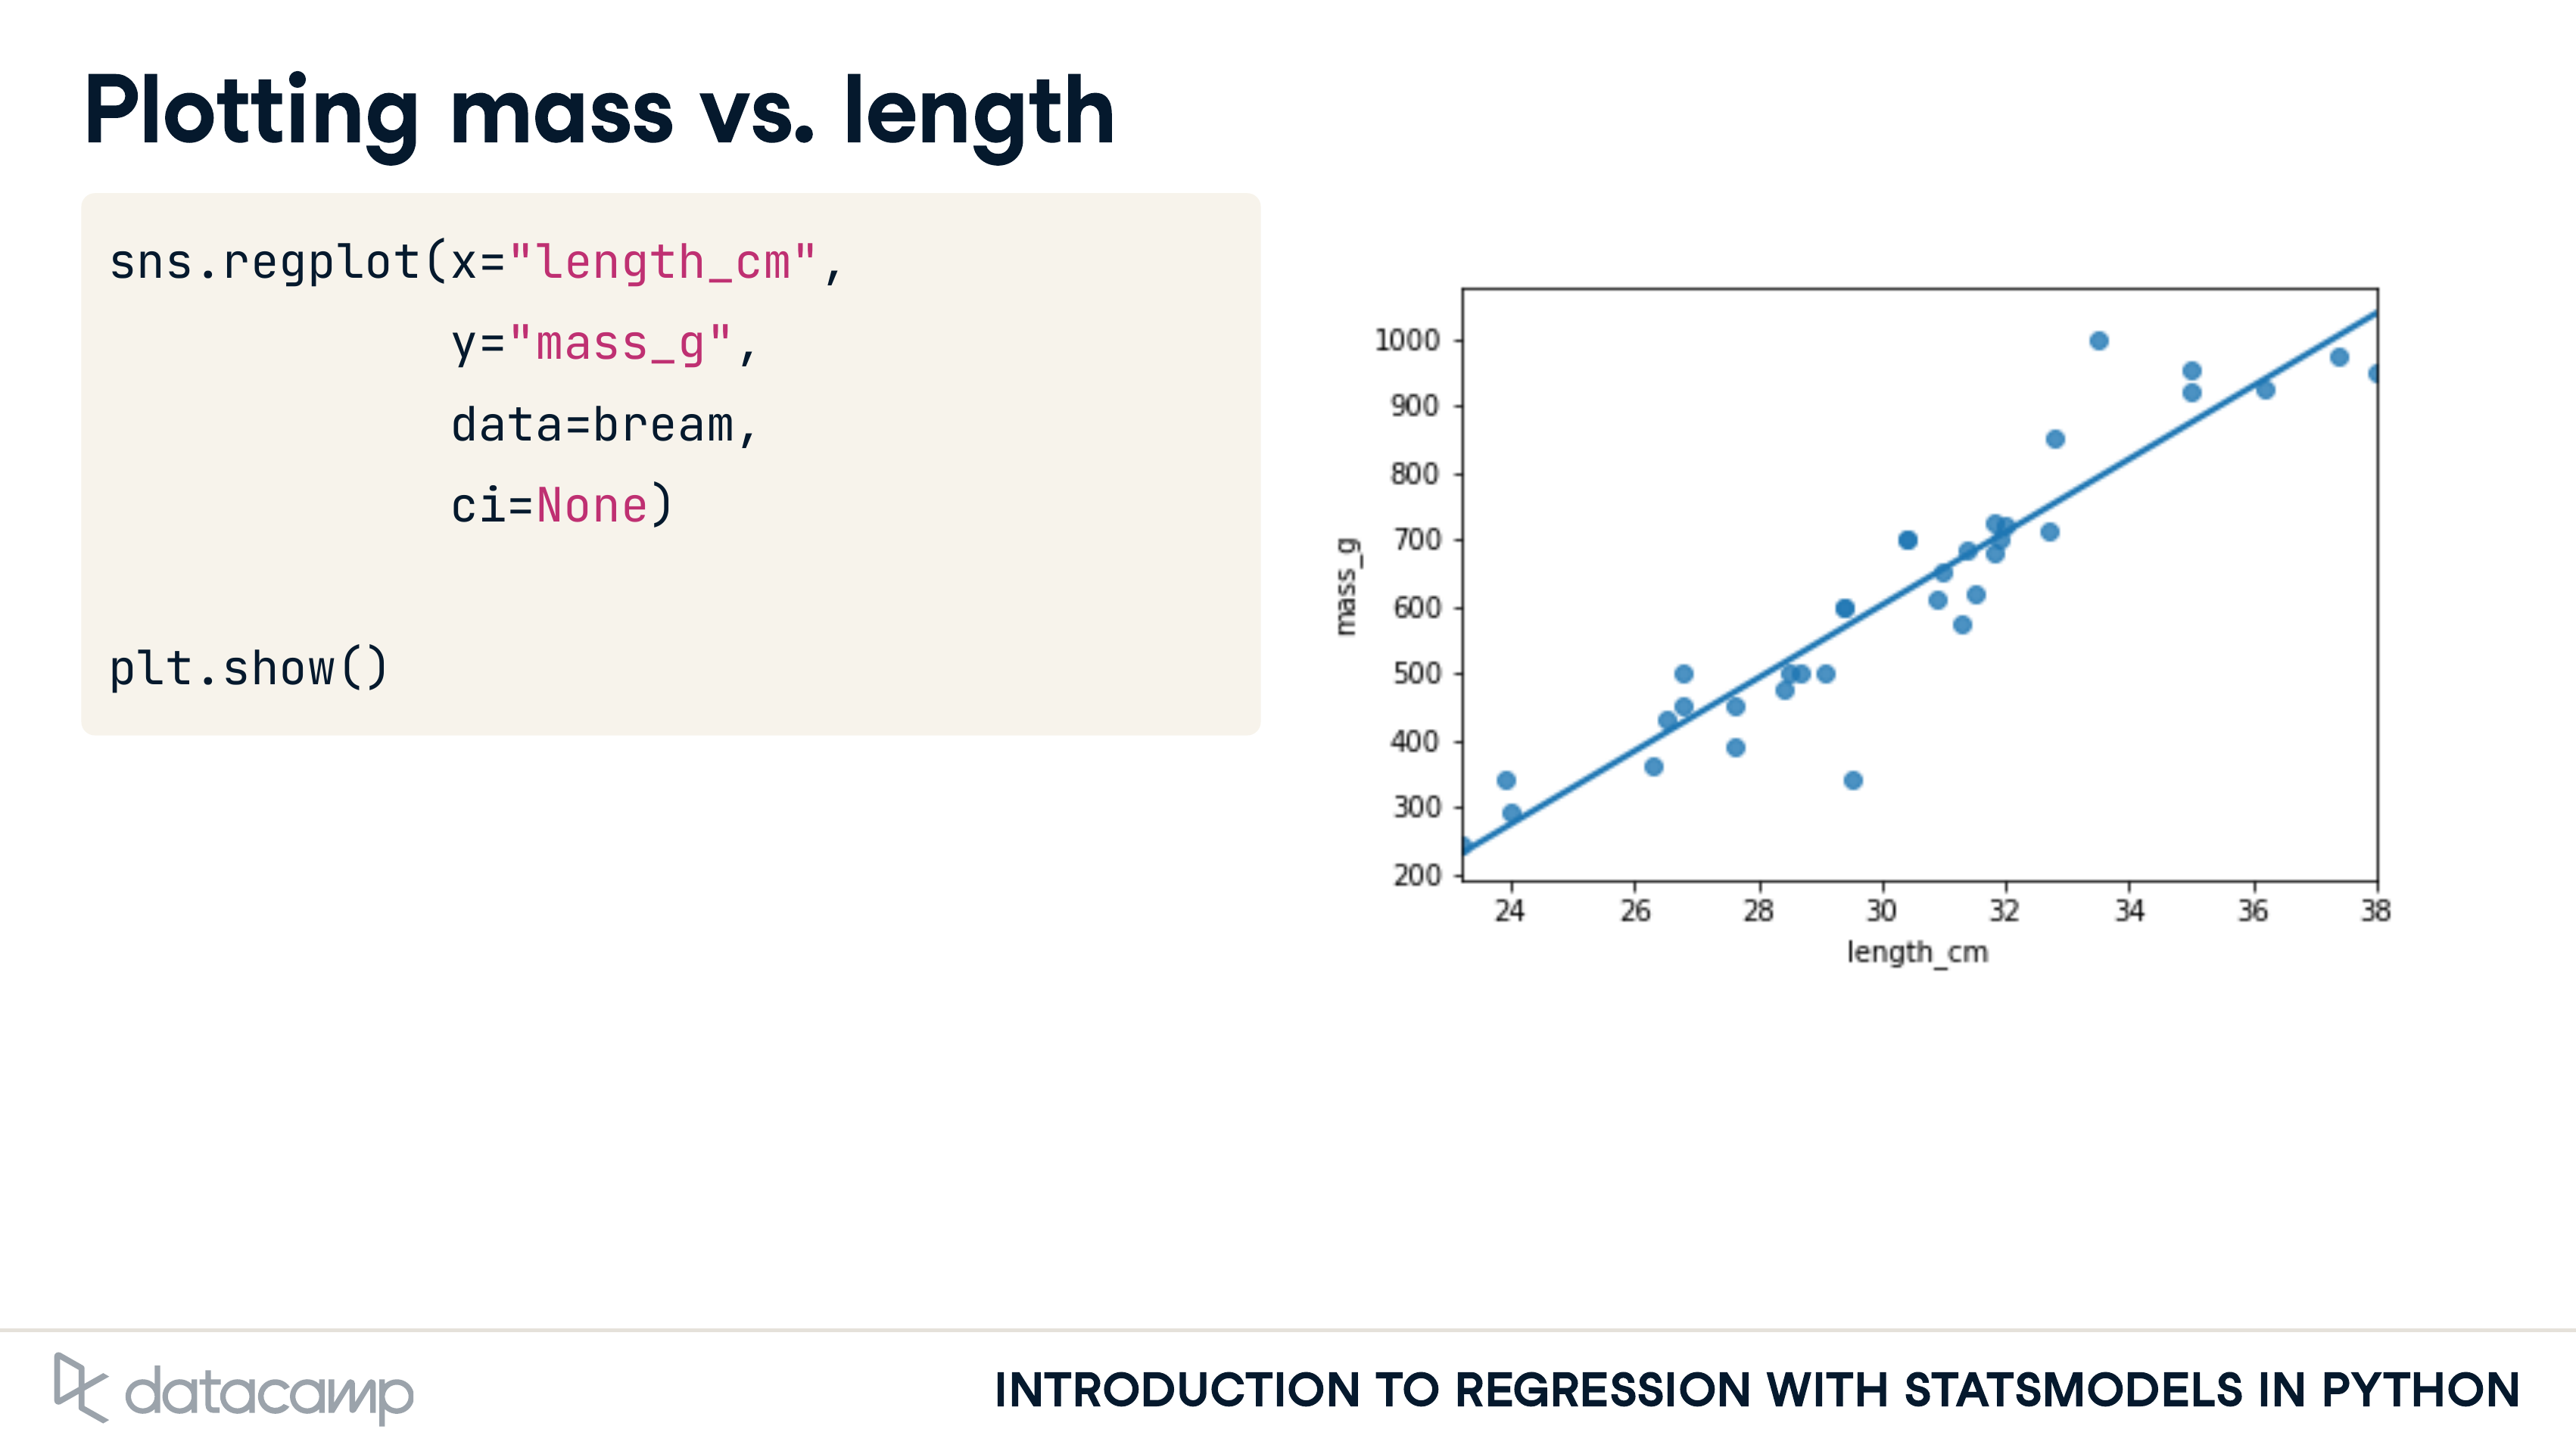 Plotting mass vs. length
sns.regplot(x="length_cm",
y="mass_g",
data=bream,
ci=None)
plt.show()
1000
900
800
700
600
500
400
300
200
mass_g
24 26 28 30 32 34 36 38
length_cm
datacamp
INTRODUCTION TO REGRESSION WITH STATSMODELS IN PYTHON